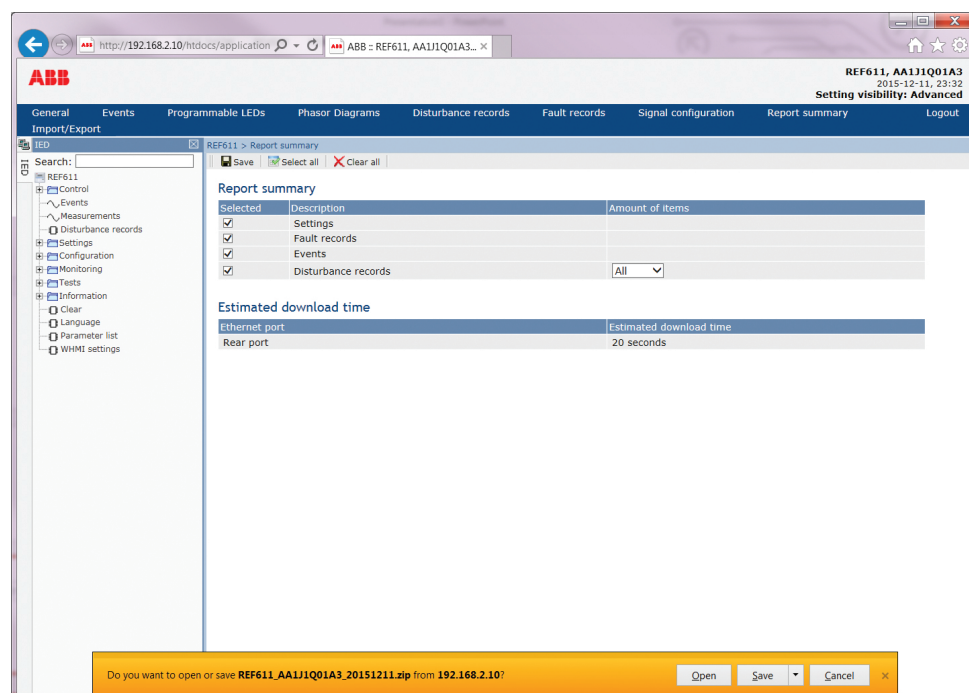 http://192.168.2.10/htdocs/application
ABB :: REF611, AA1J1Q01A3...
ABB
REF611, AA1J1Q01A3
2015-12-11, 23:32
Setting visibility: Advanced
General Events Programmable LEDs Phasor Diagrams Disturbance records Fault records Signal configuration Report summary Logout
Import/Export
IED
IED
REF611 > Report summary
Search:
Save Select all Clear all
REF611
Control
Events
Measurements
Disturbance records
Settings
Configuration
Monitoring
Tests
Information
Clear
Language
Parameter list
WHMI settings
Report summary
Selected Description Amount of items
Settings
Fault records
Events
Disturbance records All
Estimated download time
Ethernet port Estimated download time
Rear port 20 seconds
Do you want to open or save REF611_AA1J1Q01A3_20151211.zip from 192.168.2.10?
Open Save Cancel